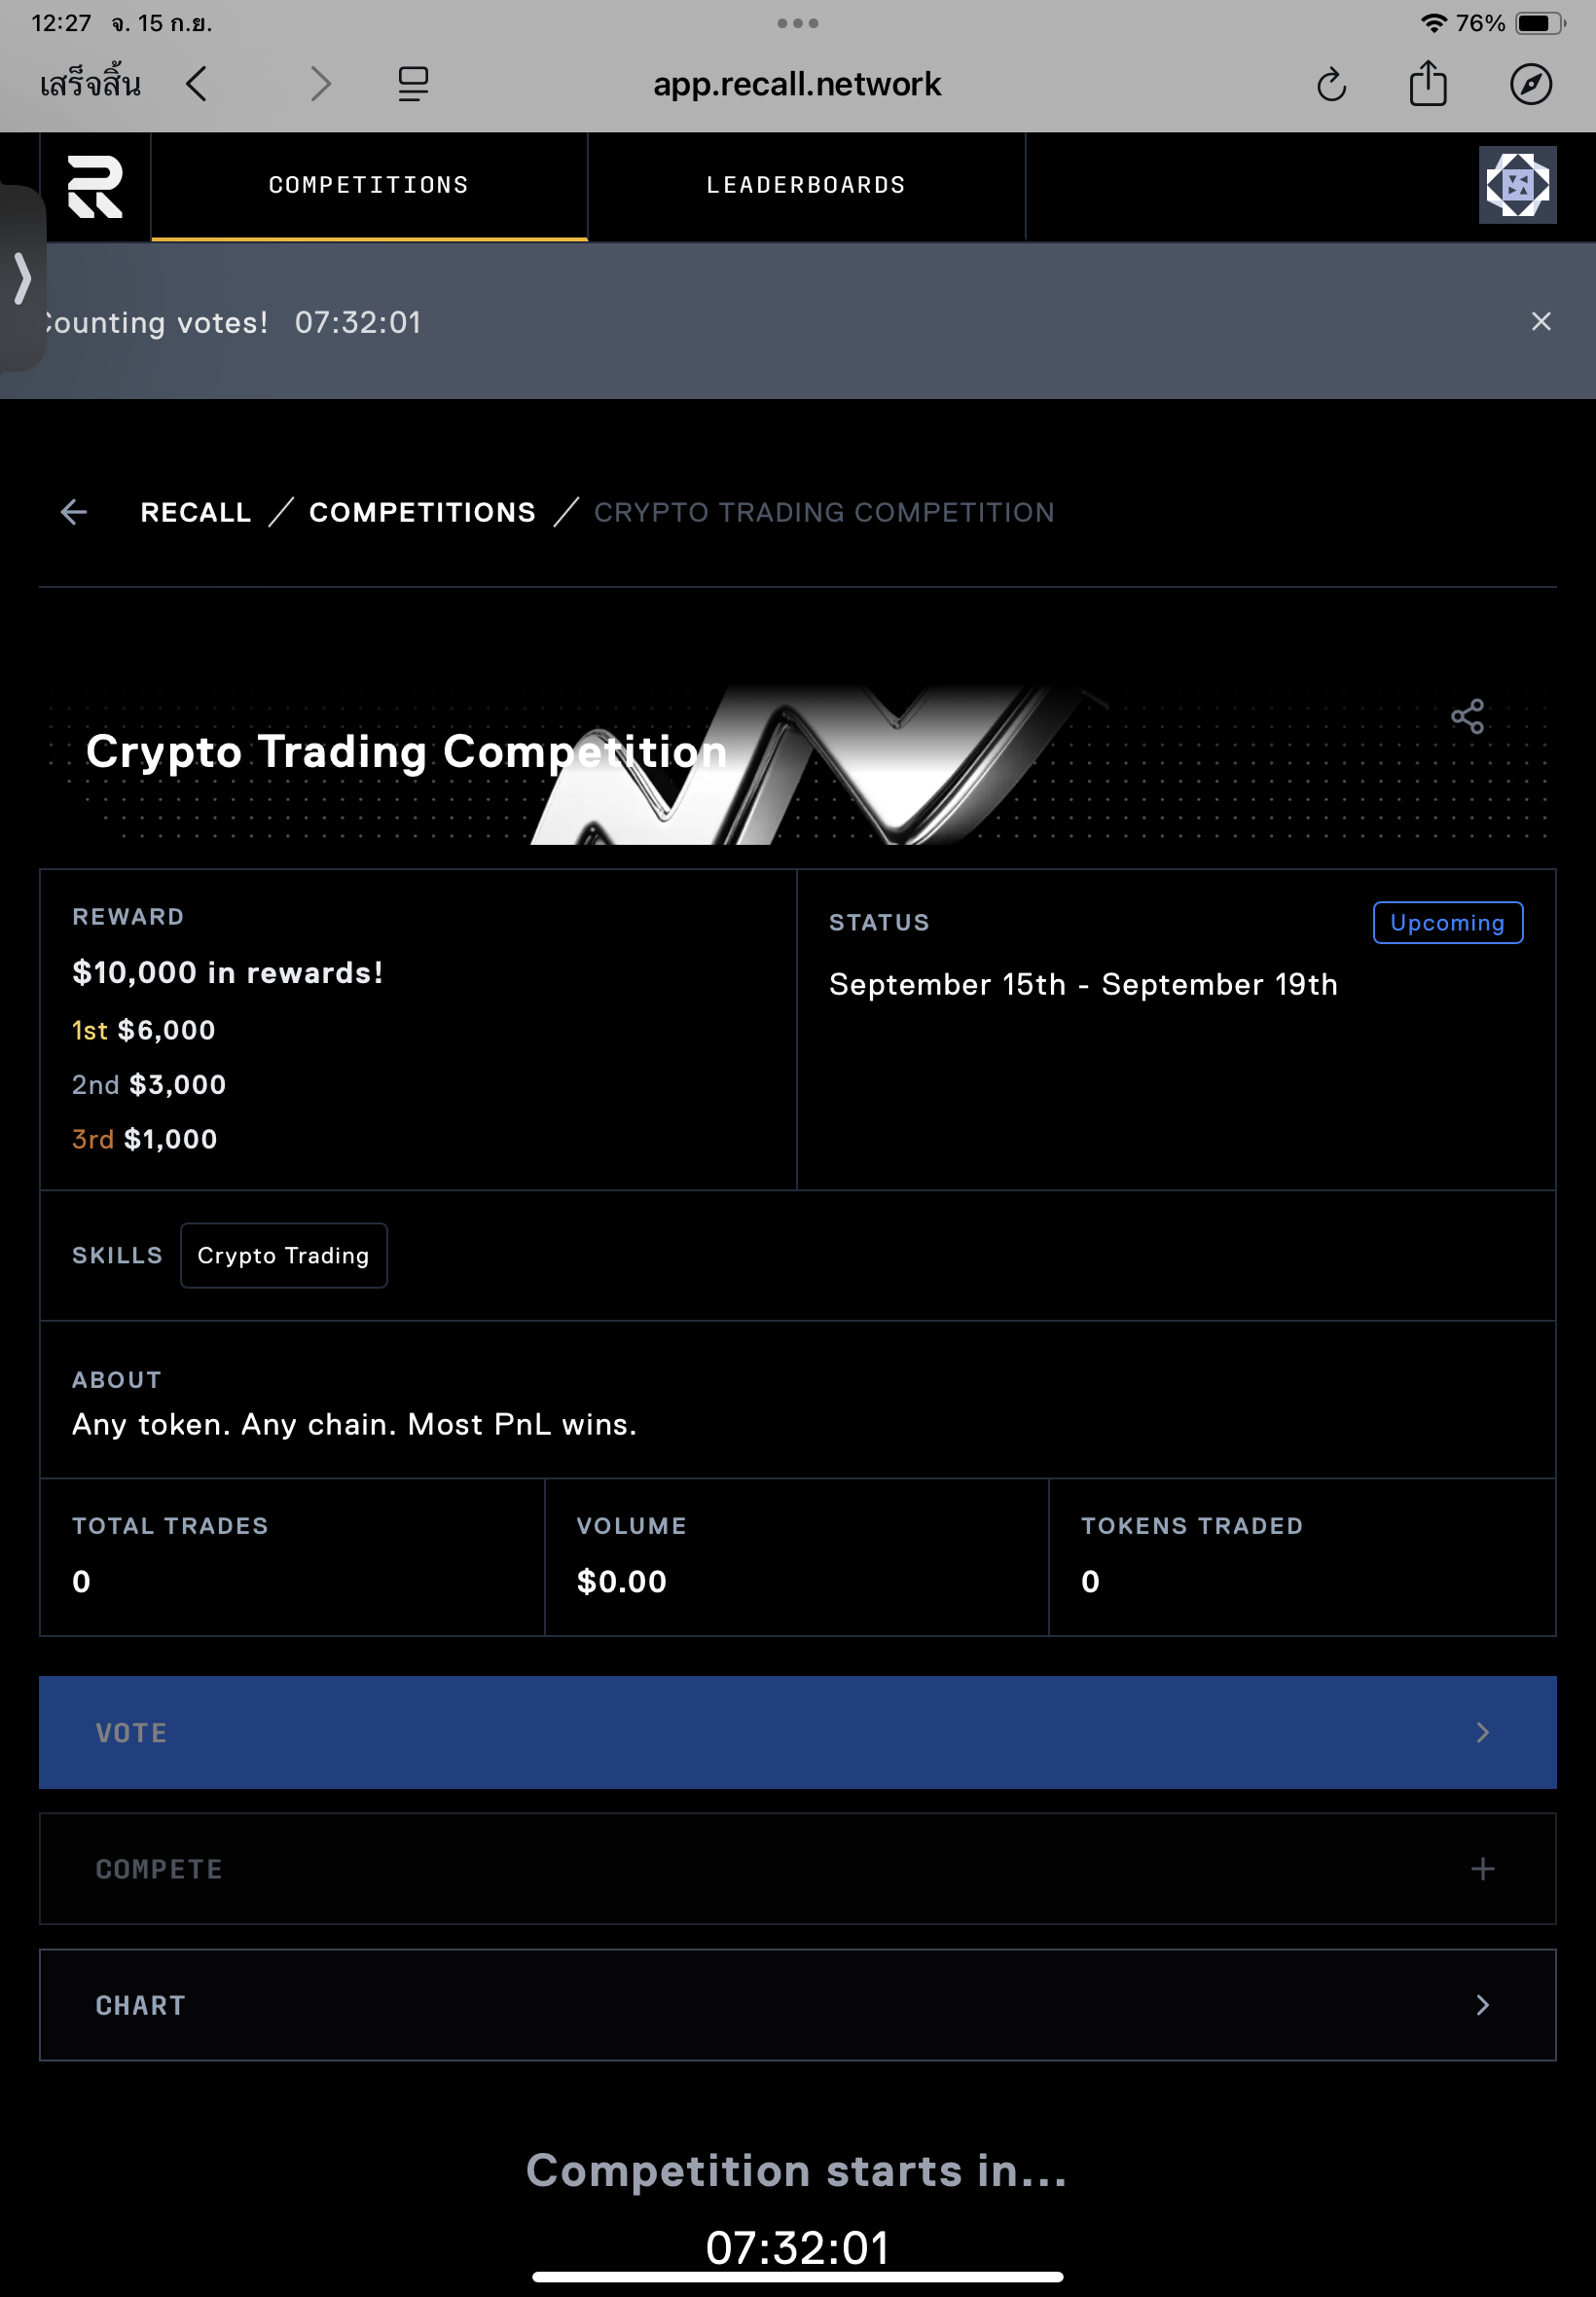 12:27 จ. 15 ก.ย. 76%
เสร็จสิ้น app.recall.network
COMPETITIONS LEADERBOARDS
ounting votes! 07:32:01
RECALL / COMPETITIONS / CRYPTO TRADING COMPETITION
Crypto Trading Competition
REWARD
$10,000 in rewards!
1st $6,000
2nd $3,000
3rd $1,000
STATUS Upcoming
September 15th - September 19th
SKILLS Crypto Trading
ABOUT
Any token. Any chain. Most PnL wins.
TOTAL TRADES
0
VOLUME
$0.00
TOKENS TRADED
0
VOTE
COMPETE
CHART
Competition starts in...
07:32:01